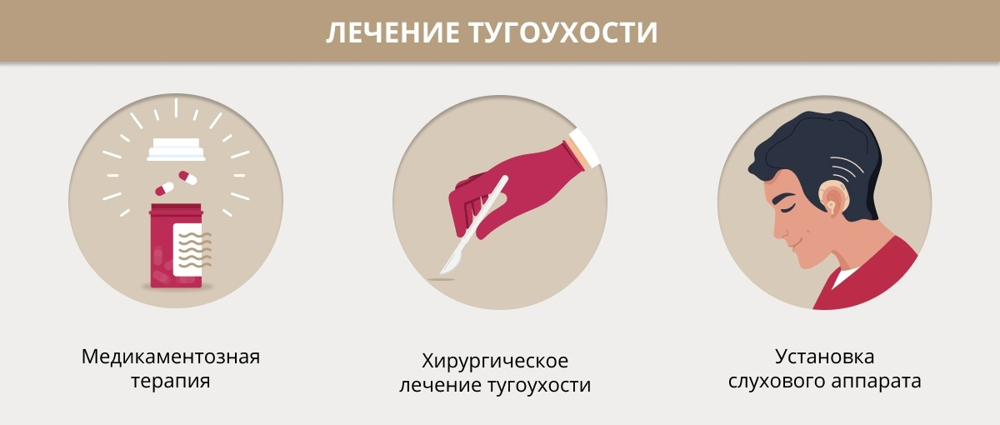 ЛЕЧЕНИЕ ТУГОУХОСТИ
Медикаментозная
терапия
Хирургическое
лечение тугоухости
Установка
слухового аппарата